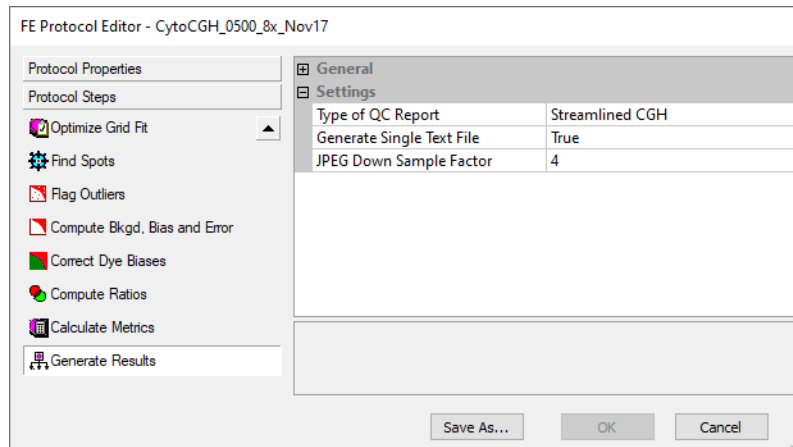 FE Protocol Editor - CytoCGH_0500_8x_Nov17
Protocol Properties
Protocol Steps
Optimize Grid Fit
Find Spots
Flag Outliers
Compute Bkgd, Bias and Error
Correct Dye Biases
Compute Ratios
Calculate Metrics
Generate Results
General
Settings
Type of QC Report Streamlined CGH
Generate Single Text File True
JPEG Down Sample Factor 4
Save As... OK Cancel